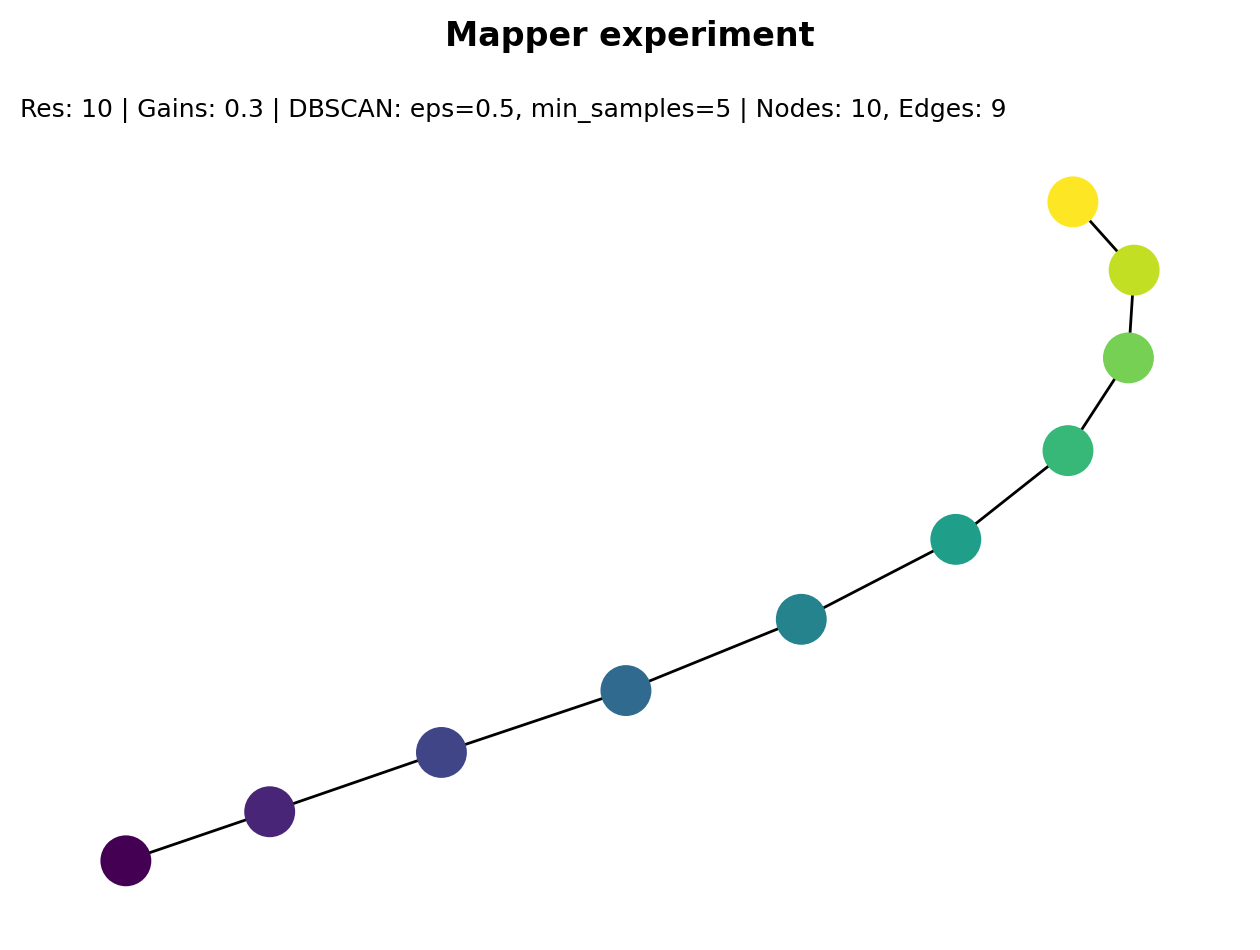 Mapper experiment
Res: 10 | Gains: 0.3 | DBSCAN: eps=0.5, min_samples=5 | Nodes: 10, Edges: 9